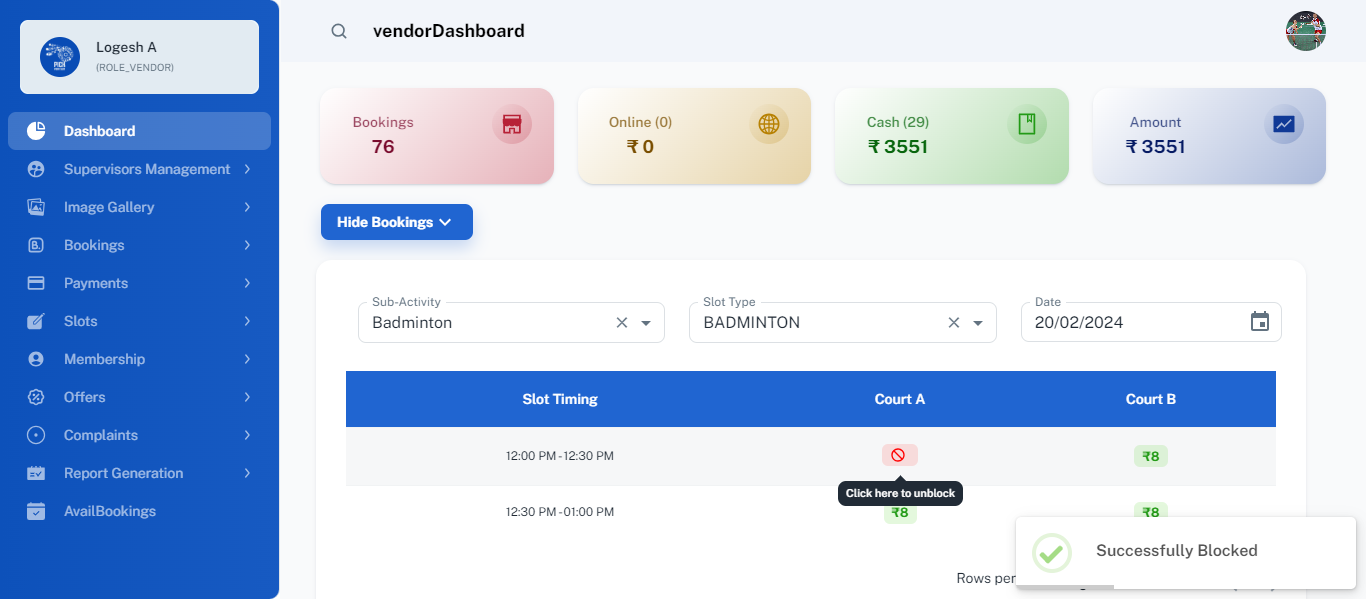 Logesh A
(ROLE_VENDOR)
Dashboard
Supervisors Management
Image Gallery
Bookings
Payments
Slots
Membership
Offers
Complaints
Report Generation
AvailBookings
vendorDashboard
Bookings
76
Online (0)
₹ 0
Cash (29)
₹ 3551
Amount
₹ 3551
Hide Bookings
Sub-Activity
Badminton
Slot Type
BADMINTON
Date
20/02/2024
Slot Timing Court A Court B
12:00 PM - 12:30 PM ₹8
Click here to unblock
12:30 PM - 01:00 PM ₹8 ₹8
Successfully Blocked
Rows per